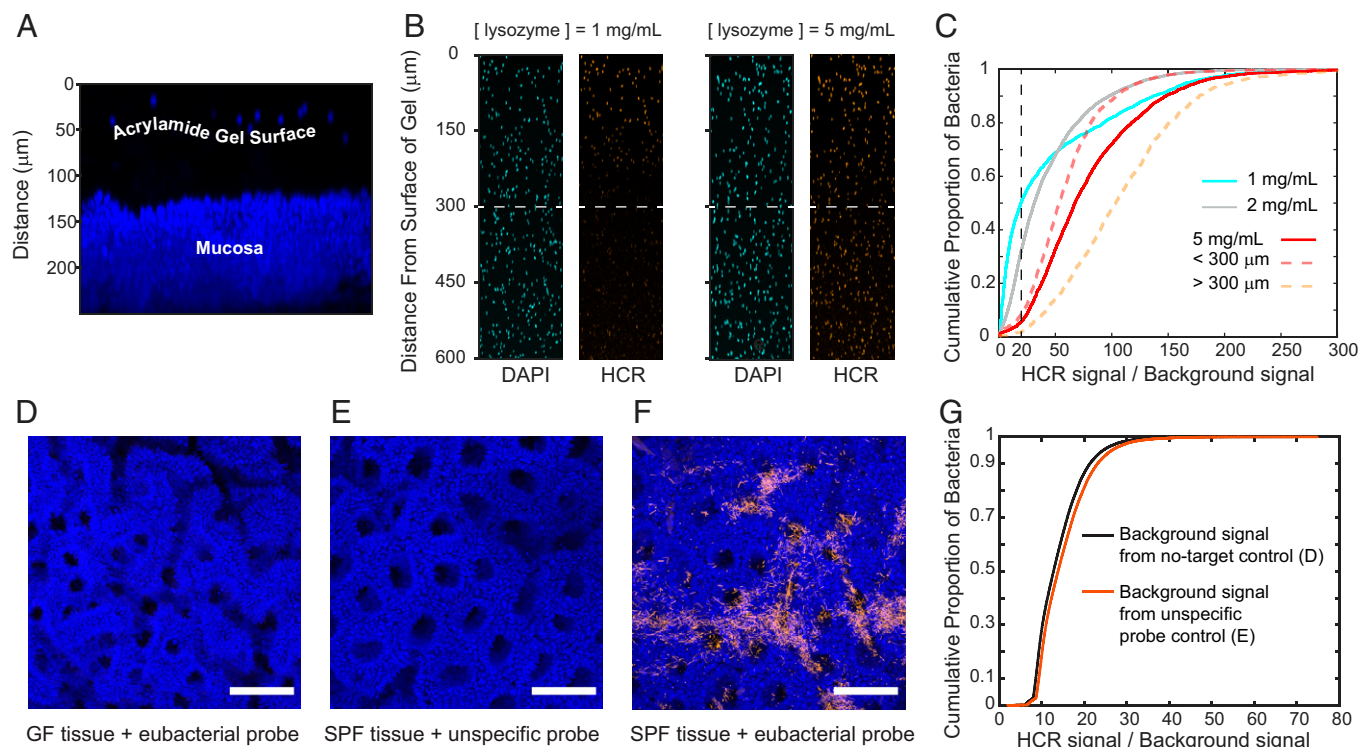 A
Distance (μm)
0
50
100
150
200
Acrylamide Gel Surface
Mucosa
B
[ lysozyme ] = 1 mg/mL
[ lysozyme ] = 5 mg/mL
Distance From Surface of Gel (μm)
0
150
300
450
600
DAPI
HCR
DAPI
HCR
C
Cumulative Proportion of Bacteria
1
0.8
0.6
0.4
0.2
0
1 mg/mL
2 mg/mL
5 mg/mL
< 300 μm
> 300 μm
0 20 50 100 150 200 250 300
HCR signal / Background signal
D
GF tissue + eubacterial probe
E
SPF tissue + unspecific probe
F
SPF tissue + eubacterial probe
G
Cumulative Proportion of Bacteria
1
0.9
0.7
0.5
0.3
0.1
0
Background signal
from no-target control (D)
Background signal
from unspecific
probe control (E)
0 10 20 30 40 50 60 70 80
HCR signal / Background signal